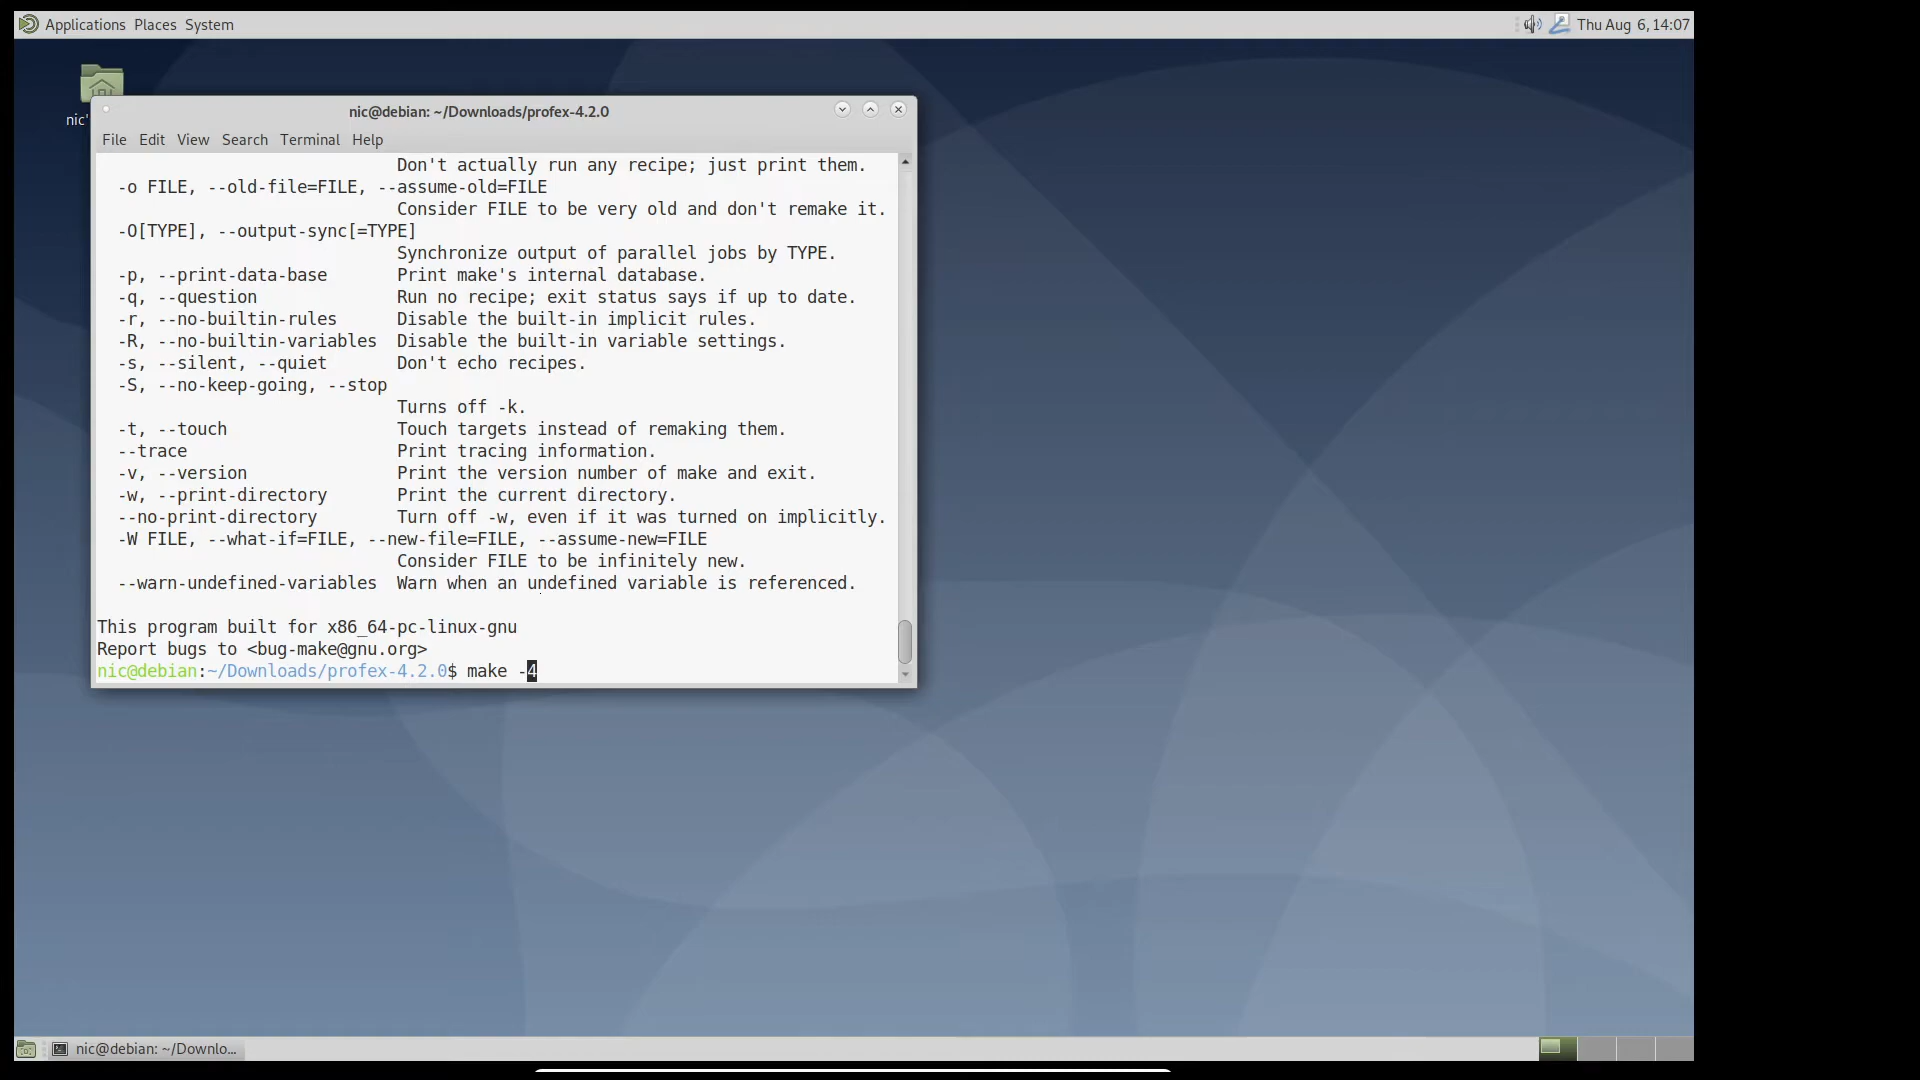 Applications Places System
Thu Aug 6, 14:07
nic'
nic@debian: ~/Downloads/profex-4.2.0
File Edit View Search Terminal Help
Don't actually run any recipe; just print them.
-o FILE, --old-file=FILE, --assume-old=FILE
Consider FILE to be very old and don't remake it.
-O[TYPE], --output-sync[=TYPE]
Synchronize output of parallel jobs by TYPE.
-p, --print-data-base Print make's internal database.
-q, --question Run no recipe; exit status says if up to date.
-r, --no-builtin-rules Disable the built-in implicit rules.
-R, --no-builtin-variables Disable the built-in variable settings.
-s, --silent, --quiet Don't echo recipes.
-S, --no-keep-going, --stop
Turns off -k.
-t, --touch Touch targets instead of remaking them.
--trace Print tracing information.
-v, --version Print the version number of make and exit.
-w, --print-directory Print the current directory.
--no-print-directory Turn off -w, even if it was turned on implicitly.
-W FILE, --what-if=FILE, --new-file=FILE, --assume-new=FILE
Consider FILE to be infinitely new.
--warn-undefined-variables Warn when an undefined variable is referenced.
This program built for x86_64-pc-linux-gnu
Report bugs to <bug-make@gnu.org>
nic@debian:~/Downloads/profex-4.2.0$ make -4
nic@debian: ~/Downlo...